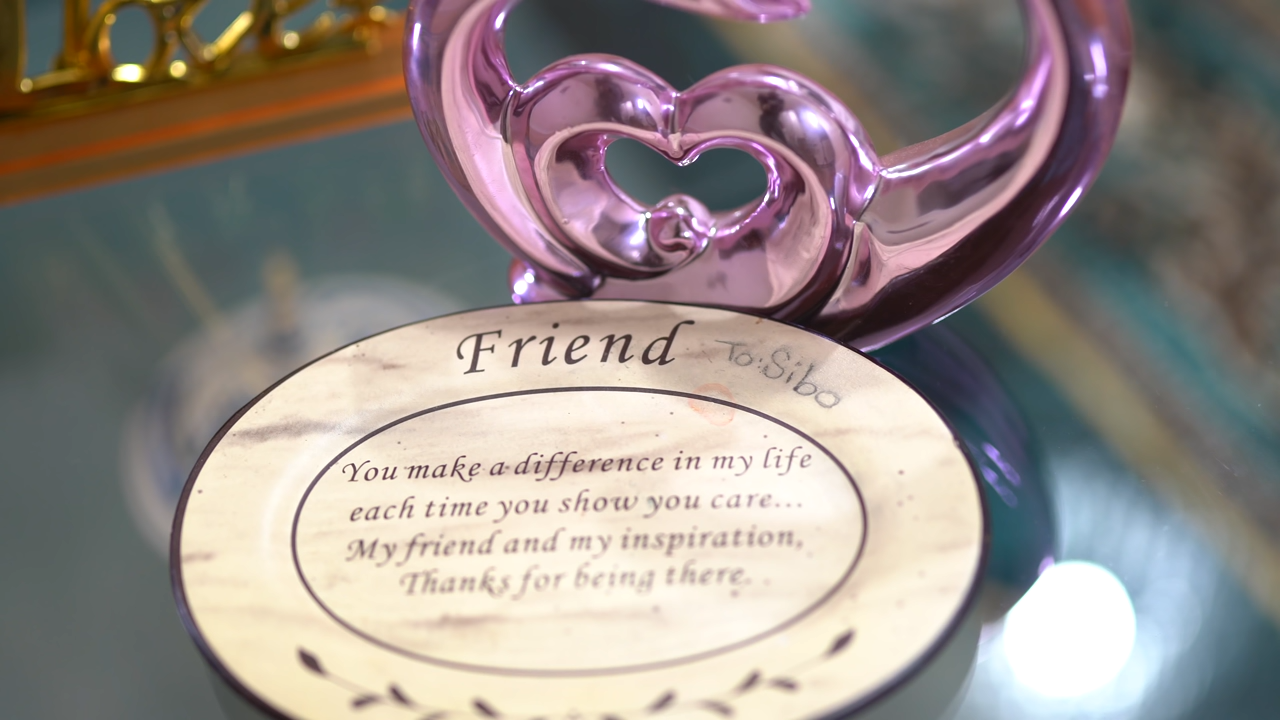 Friend
To: Sibo
You make a difference in my life
each time you show you care...
My friend and my inspiration,
Thanks for being there.